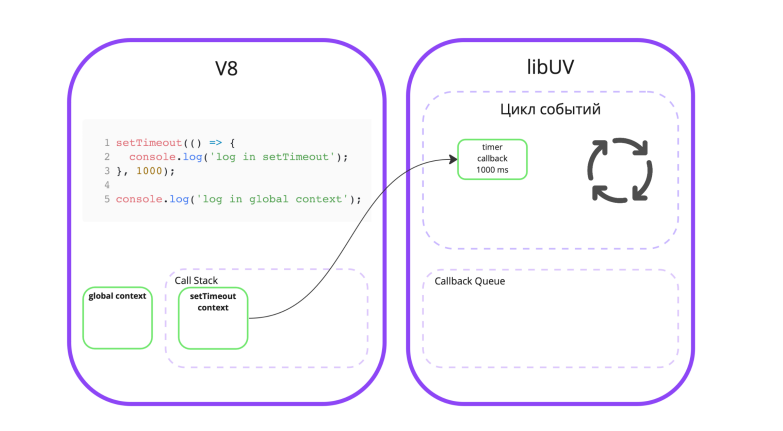 V8
1 setTimeout(() => {
2   console.log('log in setTimeout');
3 }, 1000);
4
5 console.log('log in global context');
global context
Call Stack
setTimeout
context
libUV
Цикл событий
timer
callback
1000 ms
Callback Queue